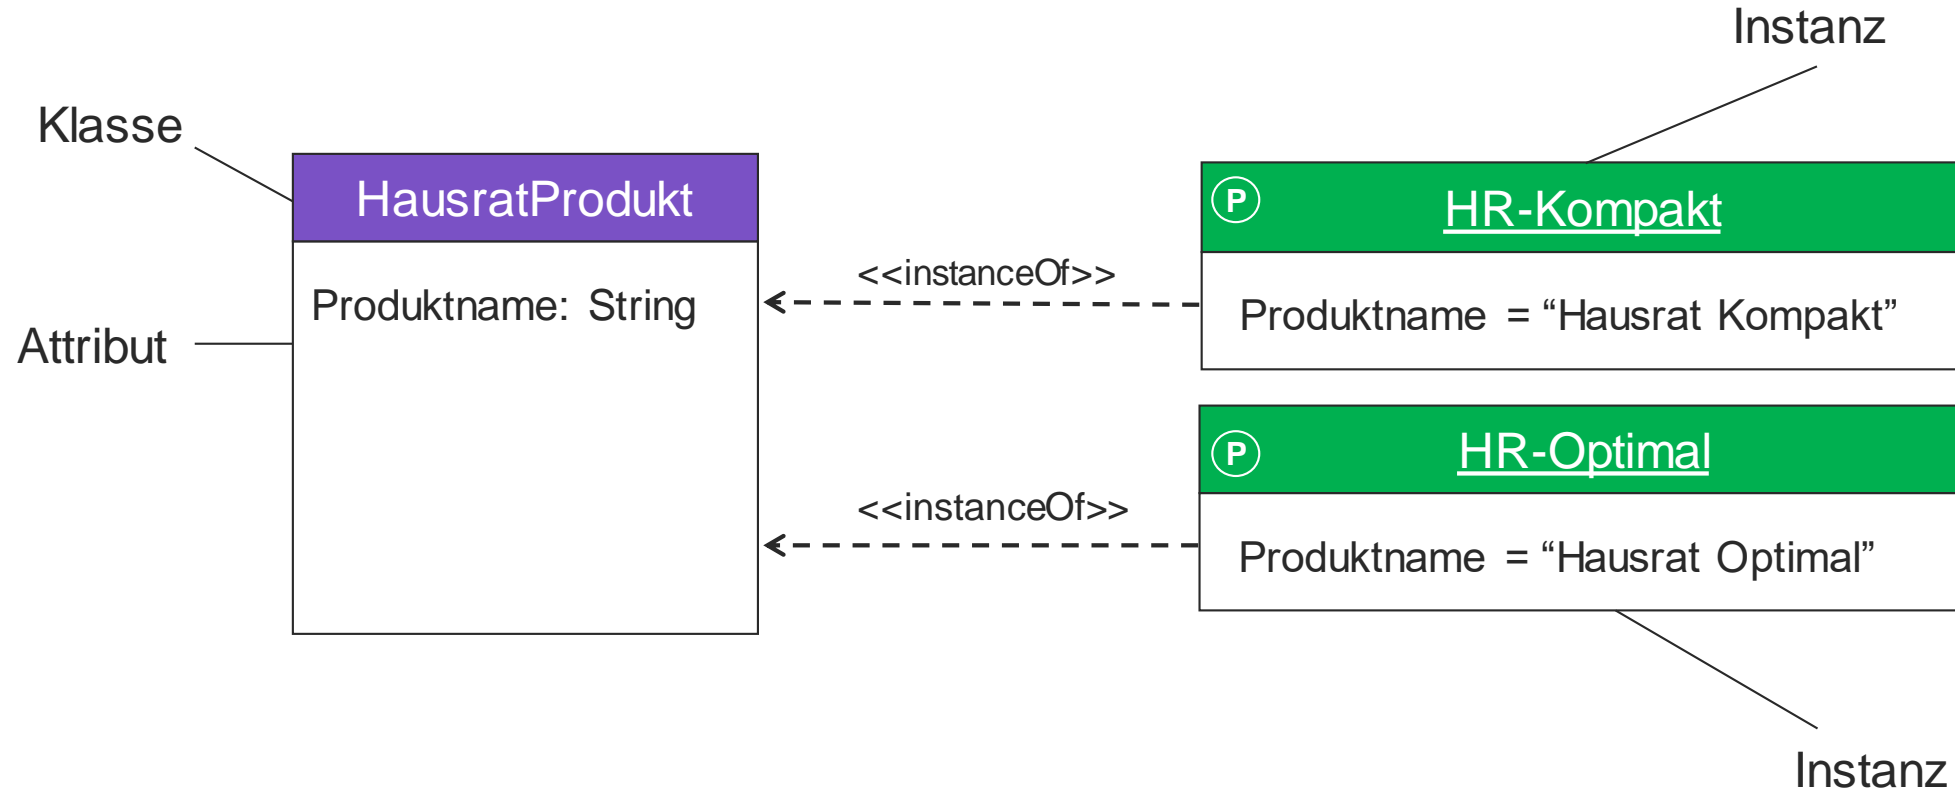 Instanz
Klasse
HausratProdukt
Produktname: String
Attribut
<<instanceOf>>
<<instanceOf>>
P
HR-Kompakt
Produktname = “Hausrat Kompakt”
P
HR-Optimal
Produktname = “Hausrat Optimal”
Instanz